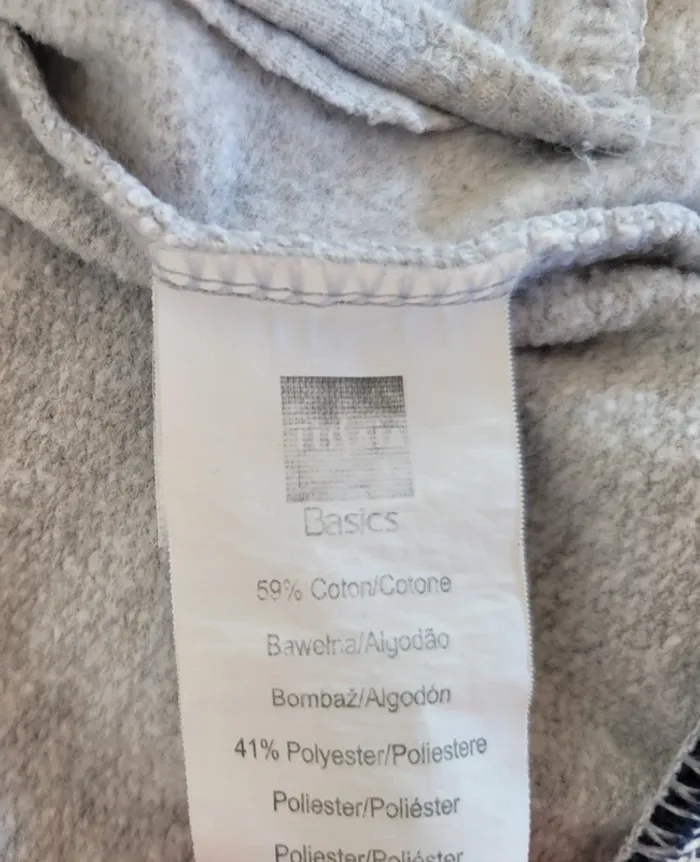 Basics
59% Coton/Cotone
Bawełna/Algodão
Bombaž/Algodón
41% Polyester/Poliestere
Poliester/Poliéster
Poliester/Poliéster